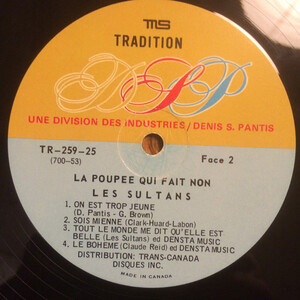 MS
TRADITION
DSP
UNE DIVISION DES INDUSTRIES / DENIS S. PANTIS
TR-259-25
(700-53)
Face 2
LA POUPEE QUI FAIT NON
LES SULTANS
1. ON EST TROP JEUNE
(D. Pantis - G. Brown)
2. SOIS MIENNE (Clark-Huard-Labon)
3. TOUT LE MONDE ME DIT QU'ELLE EST
BELLE (Les Sultans) ed DENSTA MUSIC
4. LE BOHEME (Claude Reid) ed DENSTA MUSIC
DISTRIBUTION: TRANS-CANADA
DISQUES INC.
MADE IN CANADA